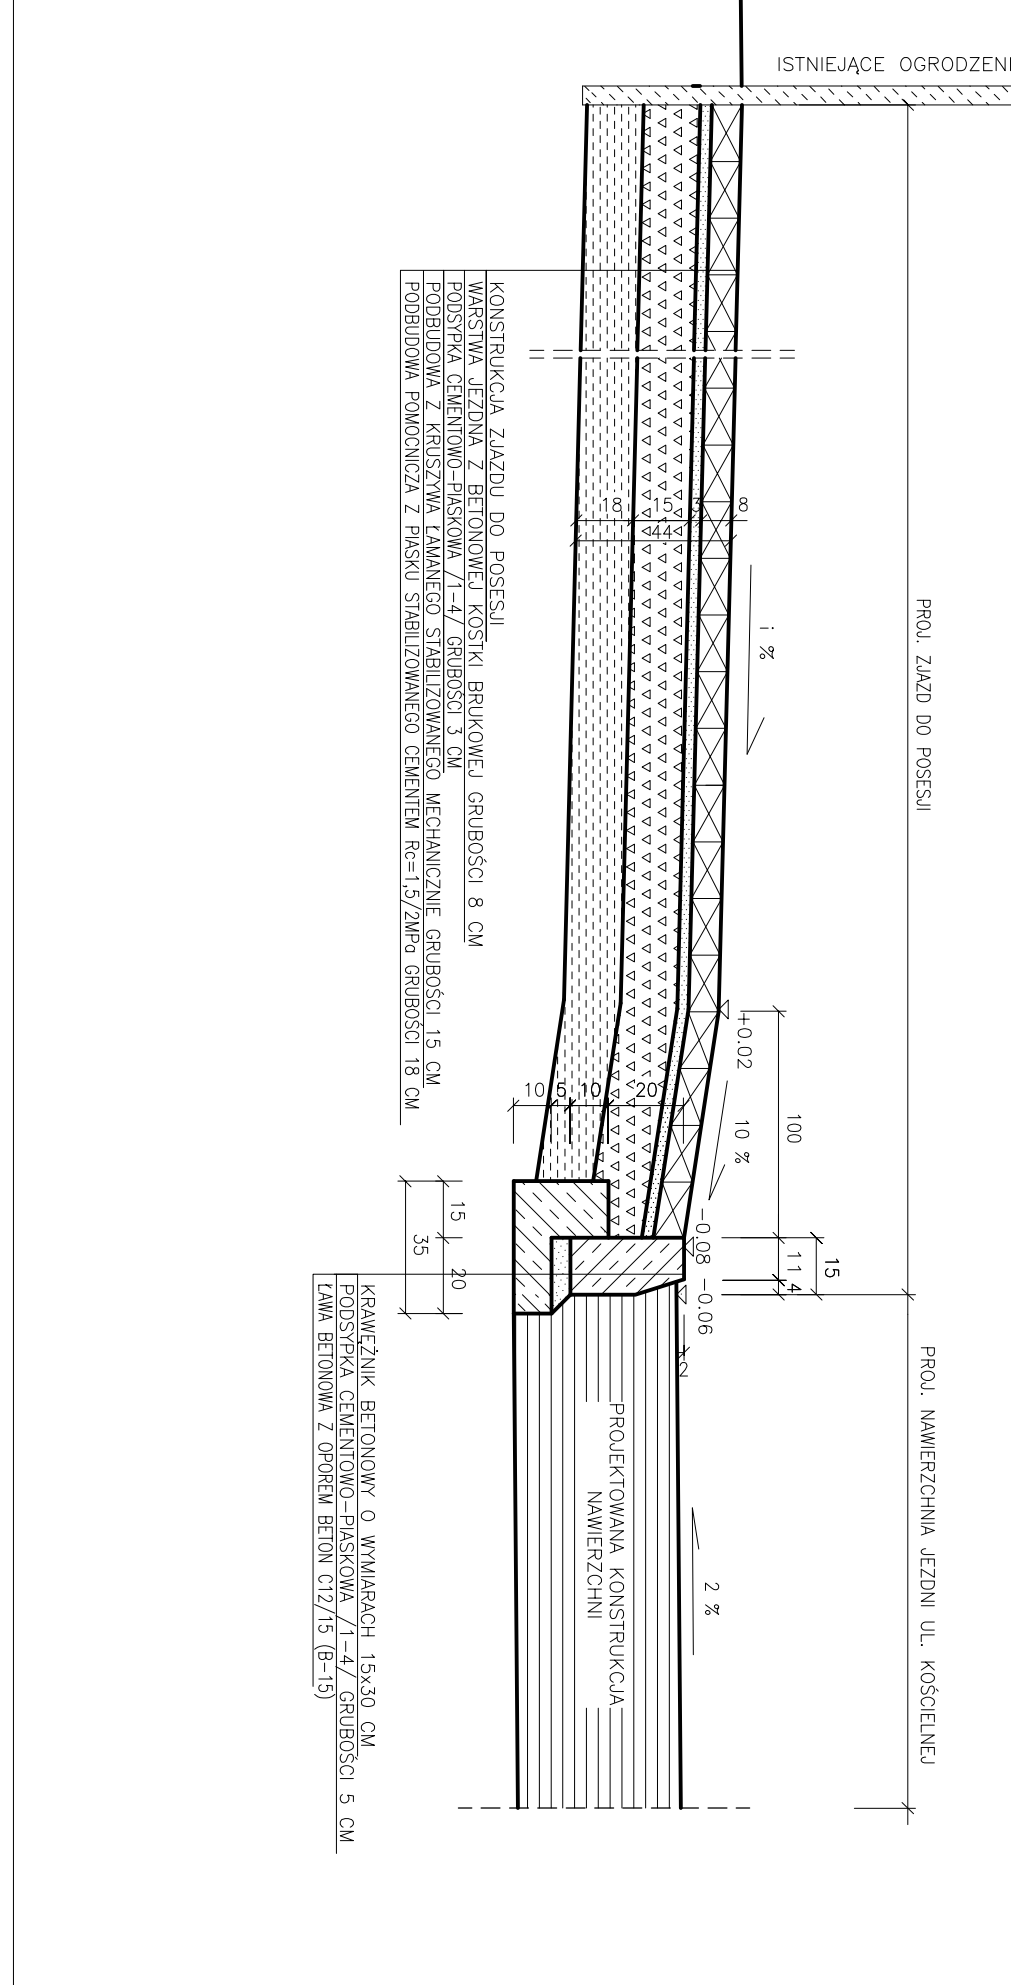 ISTNIEJĄCE OGRODZENI
PROJ. ZJAZD DO POSESJI
PROJ. NAWIERZCHNIA JEZDNI UL. KOŚCIELNEJ
KONSTRUKCJA ZJAZDU DO POSESJI
WARSTWA JEZDNA Z BETONOWEJ KOSTKI BRUKOWEJ GRUBOŚCI 8 CM
PODSYPKA CEMENTOWO-PIASKOWA /1-4/ GRUBOŚCI 3 CM
PODBUDOWA Z KRUSZYWA ŁAMANEGO STABILIZOWANEGO MECHANICZNIE GRUBOŚCI 15 CM
PODBUDOWA POMOCNICZA Z PIASKU STABILIZOWANEGO CEMENTEM Rc=1,5/2MPa GRUBOŚCI 18 CM
18 15 3 8
44
i %
+0.02
100
10 %
10 5 10 20
-0.08
-0.06
11
4
15
2
15
20
35
2 %
PROJEKTOWANA KONSTRUKCJA
NAWIERZCHNI
KRAWĘŻNIK BETONOWY O WYMIARACH 15x30 CM
PODSYPKA CEMENTOWO-PIASKOWA /1-4/ GRUBOŚCI 5 CM
ŁAWA BETONOWA Z OPOREM BETON C12/15 (B-15)